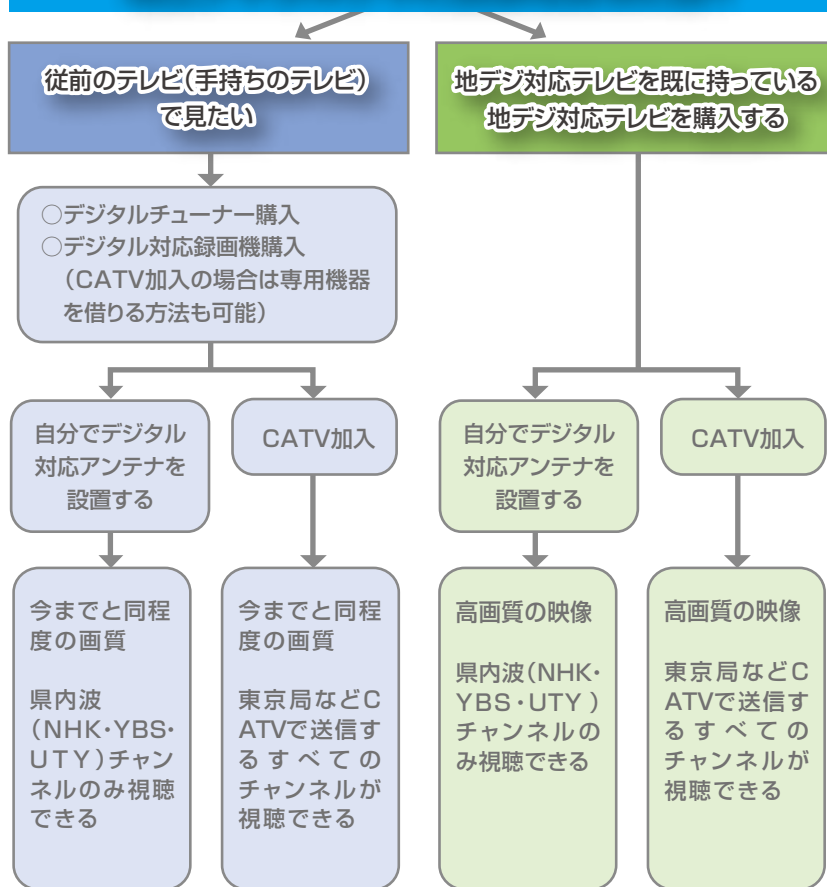 従前のテレビ(手持ちのテレビ)
で見たい
地デジ対応テレビを既に持っている
地デジ対応テレビを購入する
○デジタルチューナー購入
○デジタル対応録画機購入
(CATV加入の場合は専用機器
を借りる方法も可能)
自分でデジタル
対応アンテナを
設置する
CATV加入
自分でデジタル
対応アンテナを
設置する
CATV加入
今までと同程
度の画質
県内波
(NHK・YBS・
UTY)チャン
ネルのみ視聴
できる
今までと同程
度の画質
東京局などC
ATVで送信す
るすべての
チャンネルが
視聴できる
高画質の映像
県内波(NHK・
YBS・UTY)
チャンネルの
み視聴できる
高画質の映像
東京局などC
ATVで送信す
るすべての
チャンネルが
視聴できる